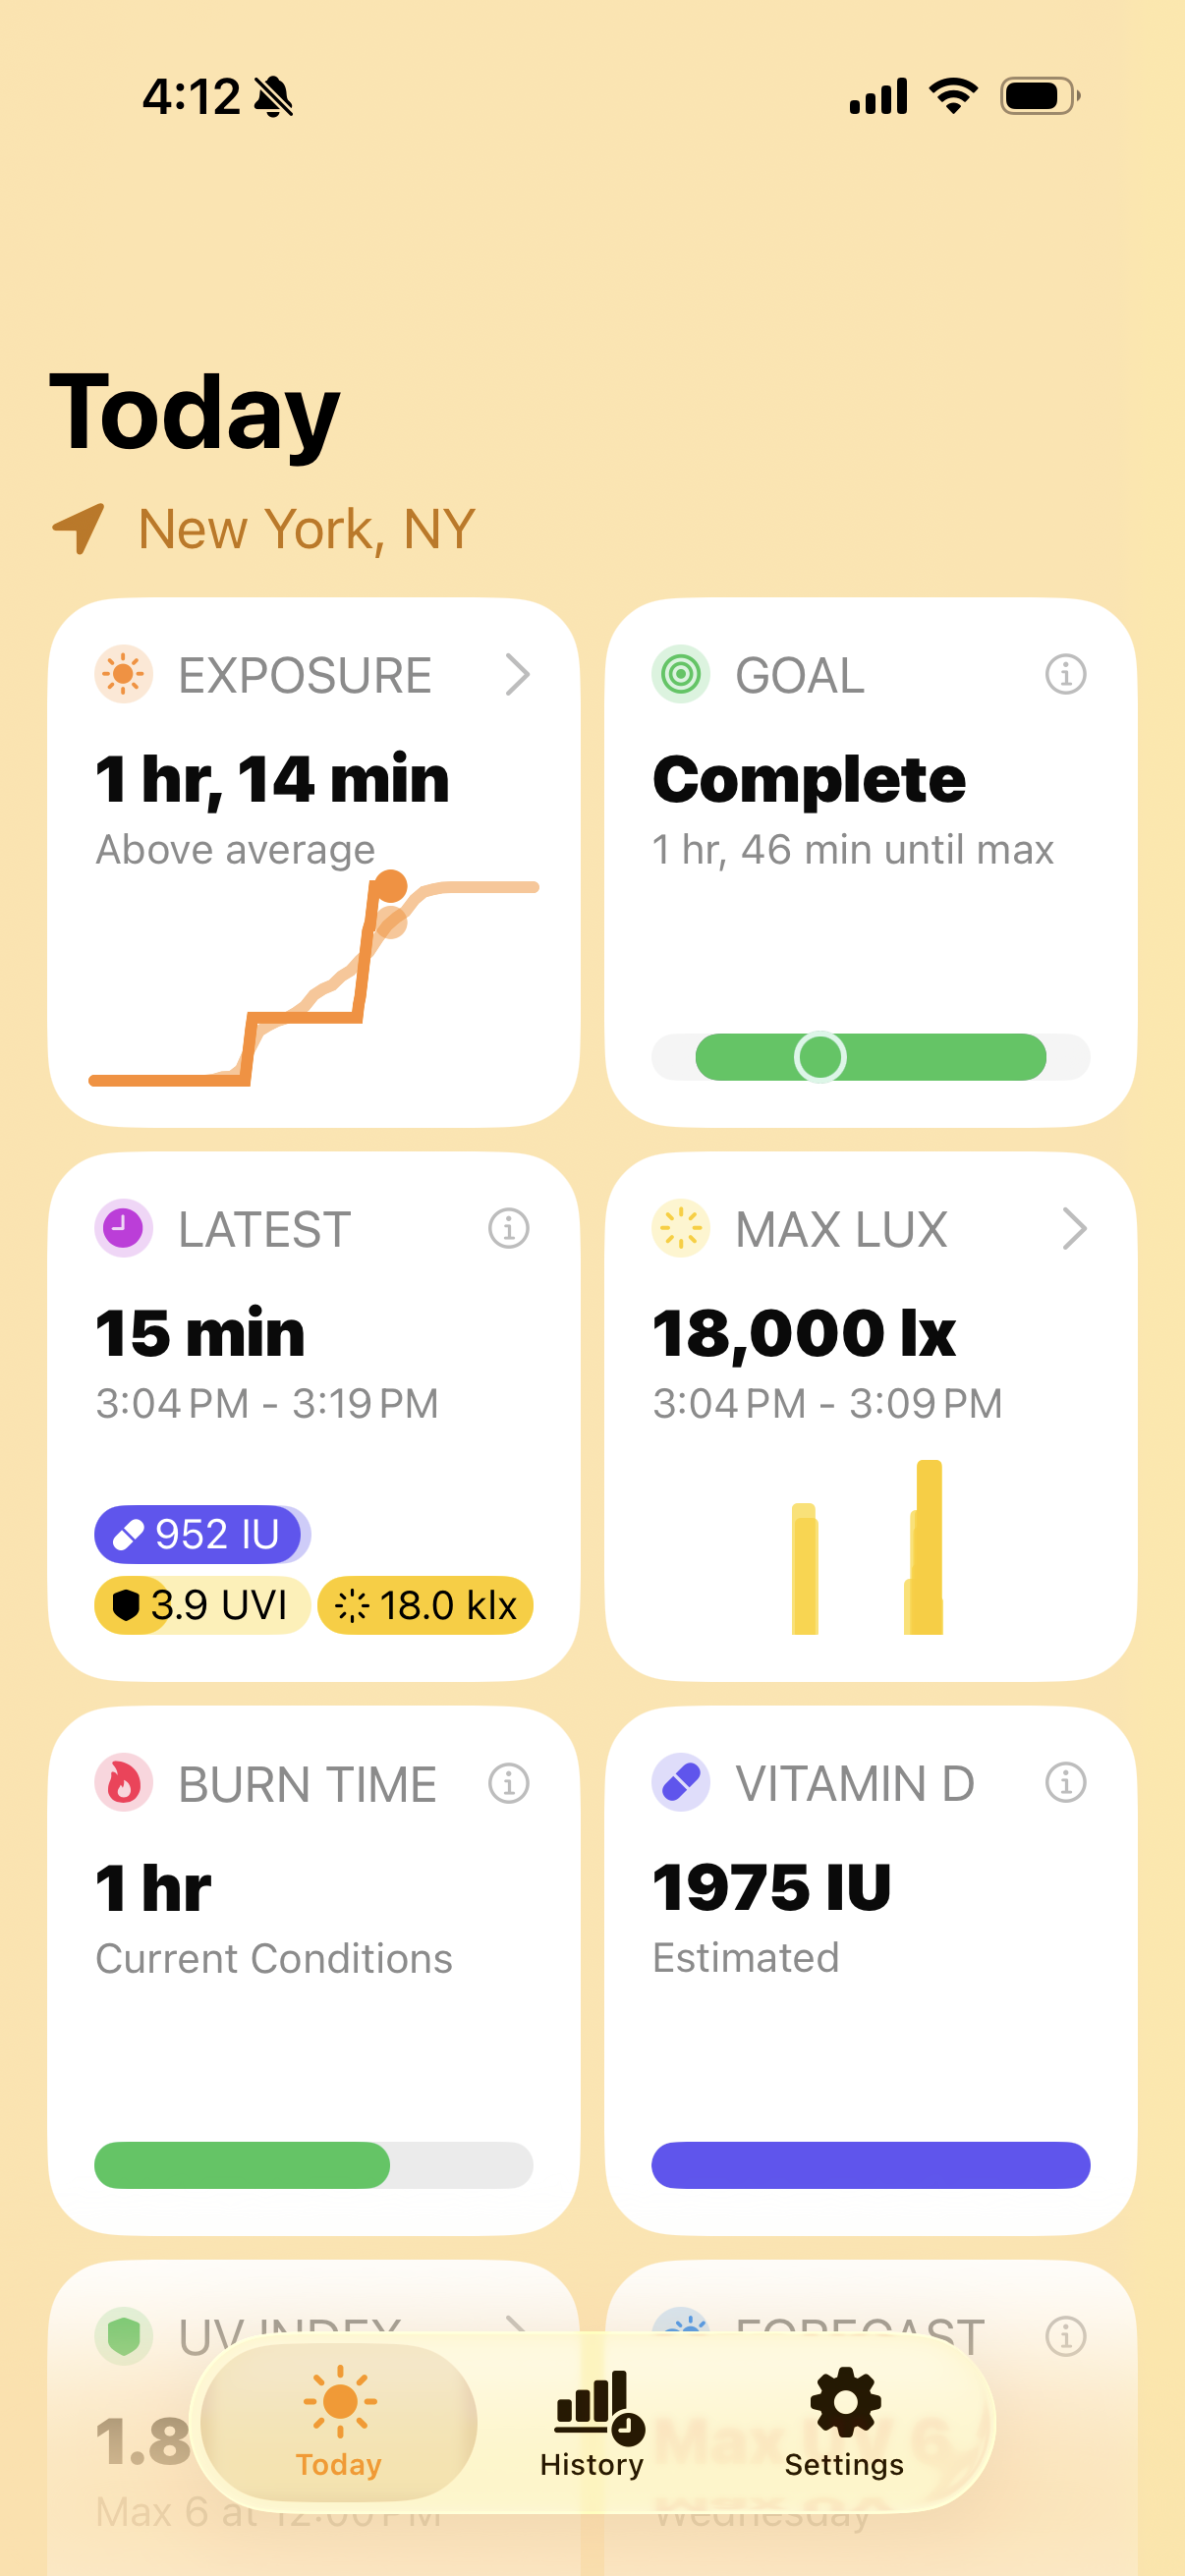 4:12
Today
New York, NY
EXPOSURE
1 hr, 14 min
Above average
GOAL
Complete
1 hr, 46 min until max
LATEST
15 min
3:04 PM - 3:19 PM
952 IU
3.9 UVI
18.0 klx
MAX LUX
18,000 lx
3:04 PM - 3:09 PM
BURN TIME
1 hr
Current Conditions
VITAMIN D
1975 IU
Estimated
UV INDEX
1.8
Max 6 at 12:00 PM
FORECAST
Max UV 6
Wednesday
Today
History
Settings